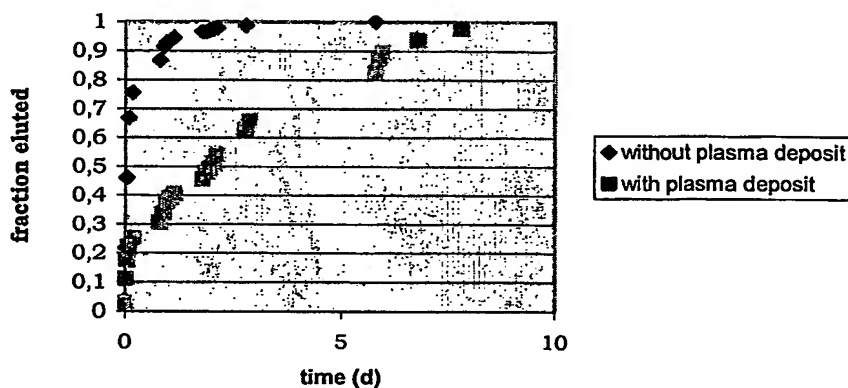 1
0,9
0,8
0,7
0,6
0,5
0,4
0,3
0,2
0,1
0
fraction eluted
0 5 10
time (d)
without plasma deposit
with plasma deposit